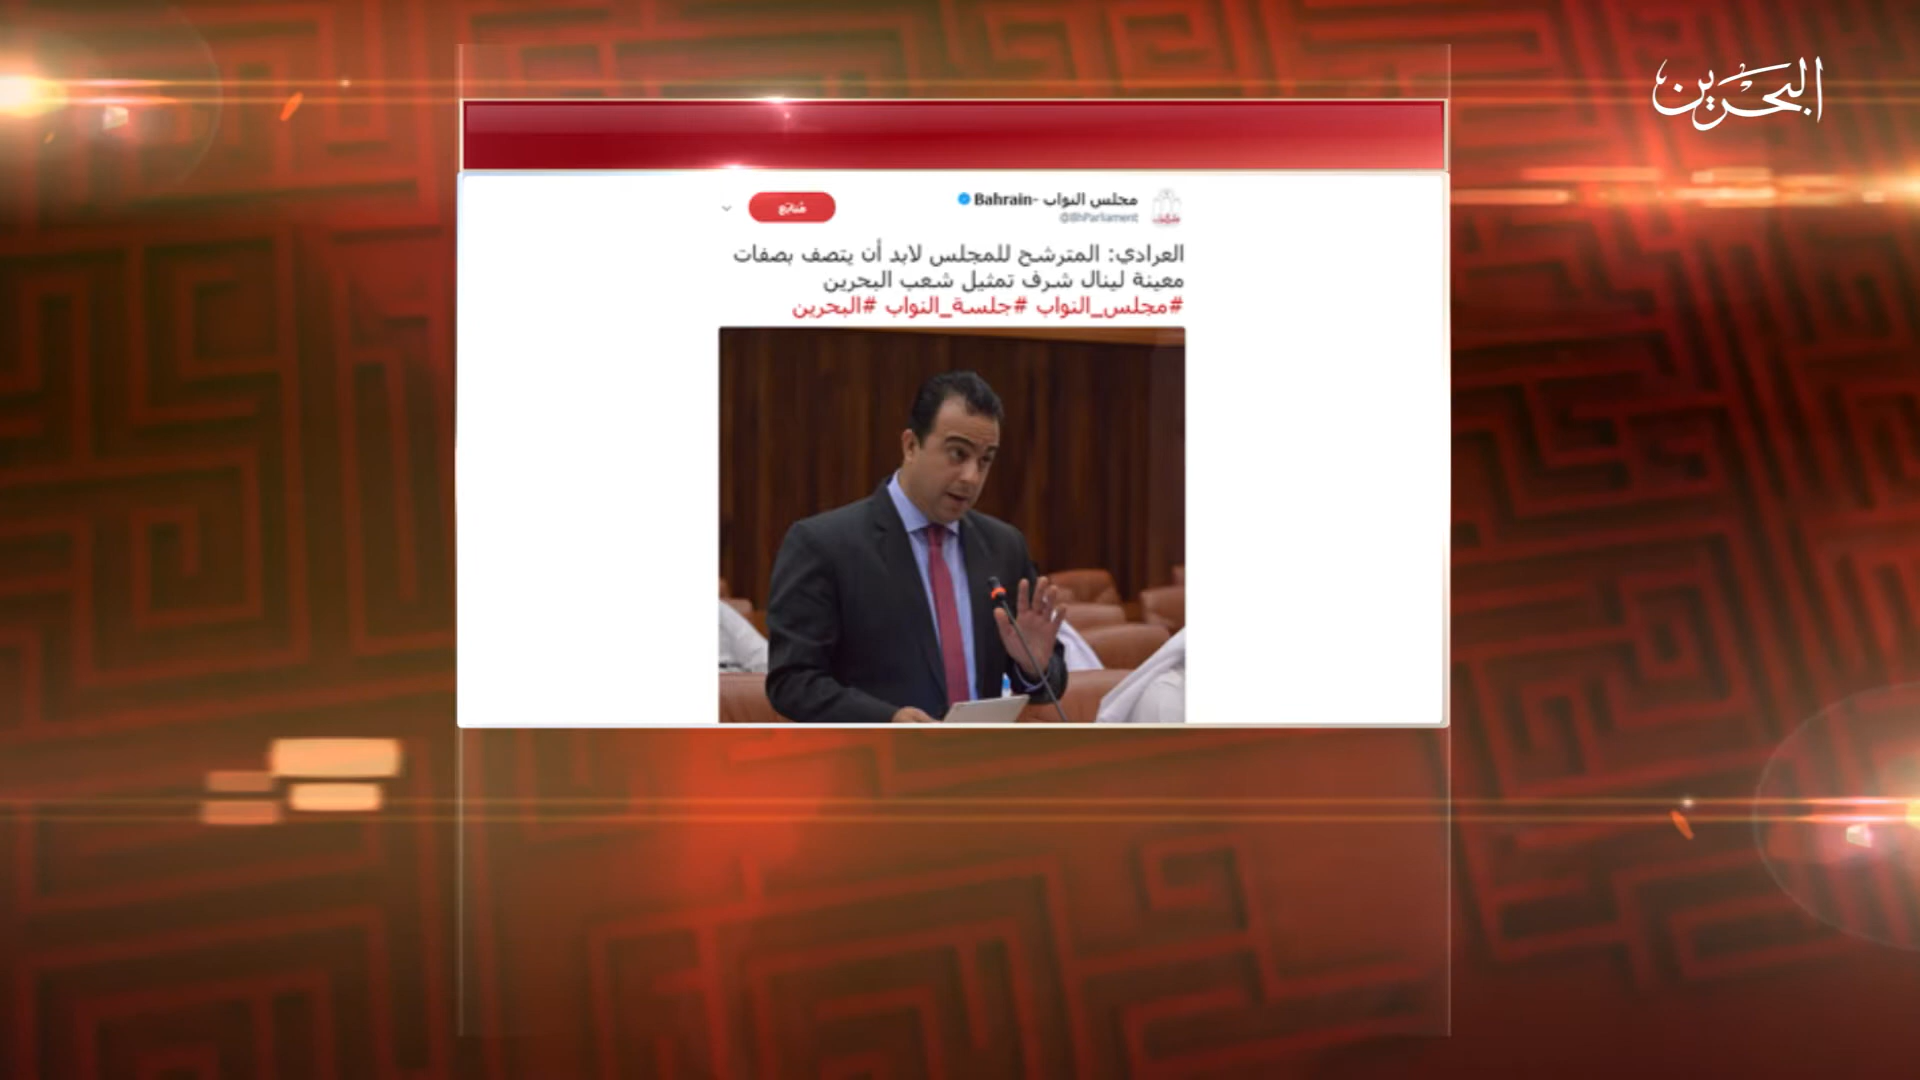 البحرين
مجلس النواب -Bahrain
@BhParliament
متابع
العرادي: المترشح للمجلس لابد أن يتصف بصفات
معينة لينال شرف تمثيل شعب البحرين
#مجلس_النواب #جلسة_النواب #البحرين